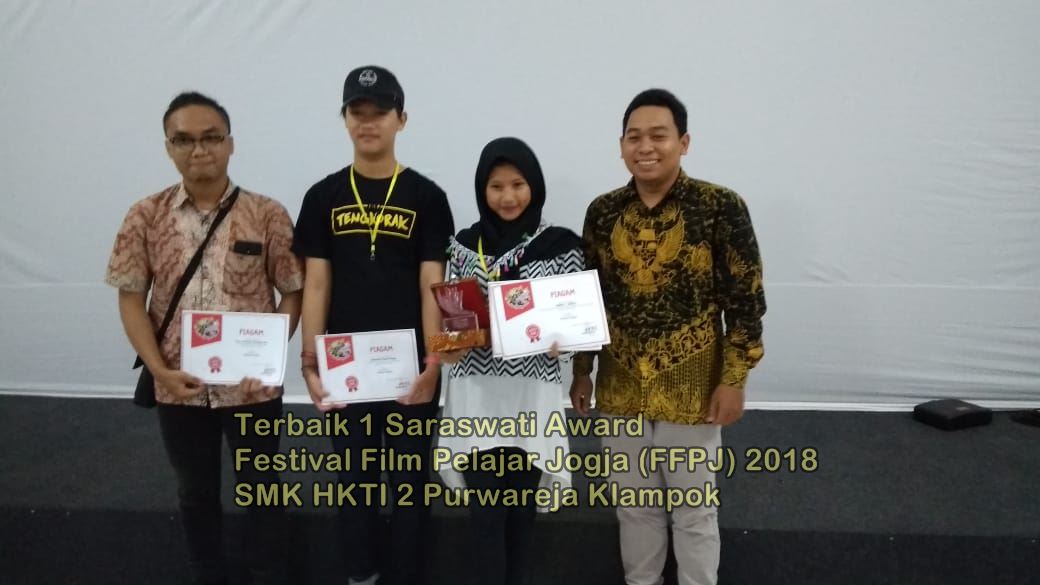 TENGKORAK
PIAGAM
PIAGAM
PIAGAM
Terbaik 1 Saraswati Award
Festival Film Pelajar Jogja (FFPJ) 2018
SMK HKTI 2 Purwareja Klampok